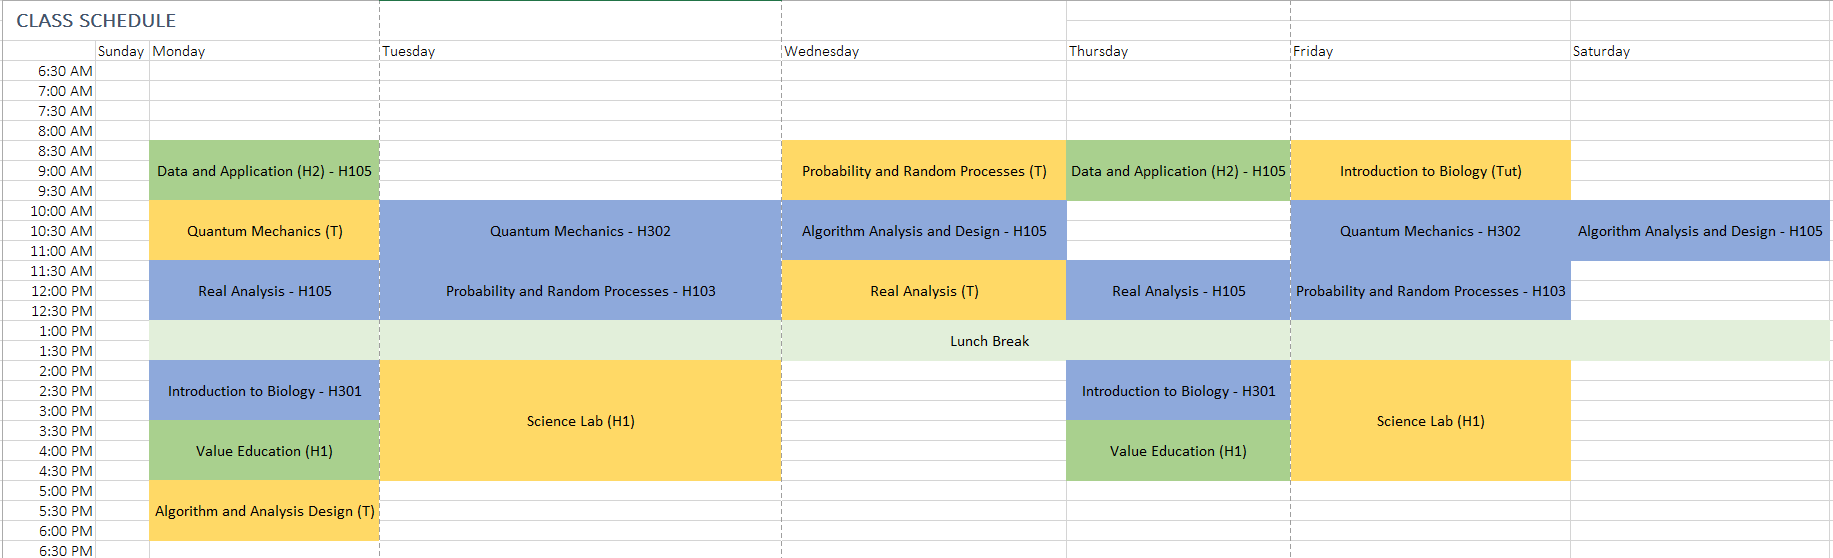 CLASS SCHEDULE
Sunday Monday Tuesday Wednesday Thursday Friday Saturday
6:30 AM
7:00 AM
7:30 AM
8:00 AM
8:30 AM
9:00 AM Data and Application (H2) - H105 Probability and Random Processes (T) Data and Application (H2) - H105 Introduction to Biology (Tut)
9:30 AM
10:00 AM
10:30 AM Quantum Mechanics (T) Quantum Mechanics - H302 Algorithm Analysis and Design - H105 Quantum Mechanics - H302 Algorithm Analysis and Design - H105
11:00 AM
11:30 AM
12:00 PM Real Analysis - H105 Probability and Random Processes - H103 Real Analysis (T) Real Analysis - H105 Probability and Random Processes - H103
12:30 PM
1:00 PM
Lunch Break
1:30 PM
2:00 PM
2:30 PM Introduction to Biology - H301 Introduction to Biology - H301
3:00 PM
Science Lab (H1) Science Lab (H1)
3:30 PM
4:00 PM Value Education (H1) Value Education (H1)
4:30 PM
5:00 PM
5:30 PM Algorithm and Analysis Design (T)
6:00 PM
6:30 PM